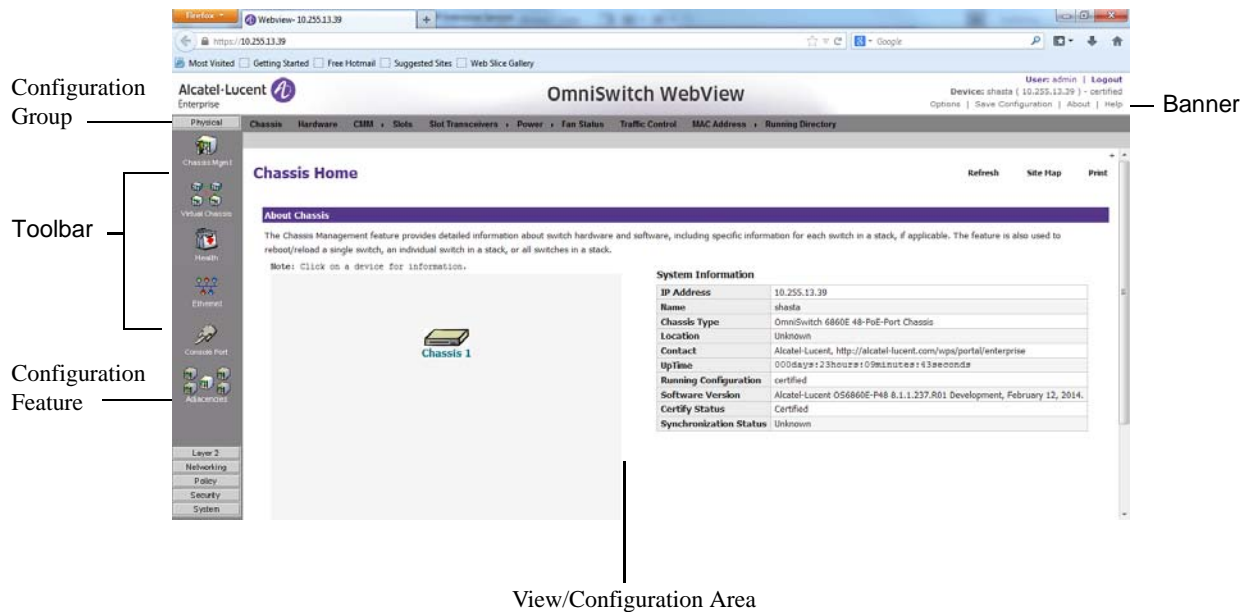 Firefox
Webview- 10.255.13.39
https://10.255.13.39
Google
Most Visited Getting Started Free Hotmail Suggested Sites Web Slice Gallery
Configuration
Group
Toolbar
Configuration
Feature
Banner
Alcatel-Lucent
Enterprise
OmniSwitch WebView
User: admin | Logout
Device: shasta ( 10.255.13.39 ) - certified
Options | Save Configuration | About | Help
Physical
Chassis Hardware CMM Slots Slot Transceivers Power Fan Status Traffic Control MAC Address Running Directory
Chassis Mgmt
Virtual Chassis
Health
Ethernet
Console Port
Adjacencies
Layer 2
Networking
Policy
Security
System
Chassis Home
Refresh Site Map Print
About Chassis
The Chassis Management feature provides detailed information about switch hardware and software, including specific information for each switch in a stack, if applicable. The feature is also used to
reboot/reload a single switch, an individual switch in a stack, or all switches in a stack.
Note: Click on a device for information.
Chassis 1
System Information
IP Address 10.255.13.39
Name shasta
Chassis Type OmniSwitch 6860E 48-PoE-Port Chassis
Location Unknown
Contact Alcatel-Lucent, http://alcatel-lucent.com/wps/portal/enterprise
UpTime 000days:23hours:09minutes:43seconds
Running Configuration certified
Software Version Alcatel-Lucent OS6860E-P48 8.1.1.237.R01 Development, February 12, 2014.
Certify Status Certified
Synchronization Status Unknown
View/Configuration Area